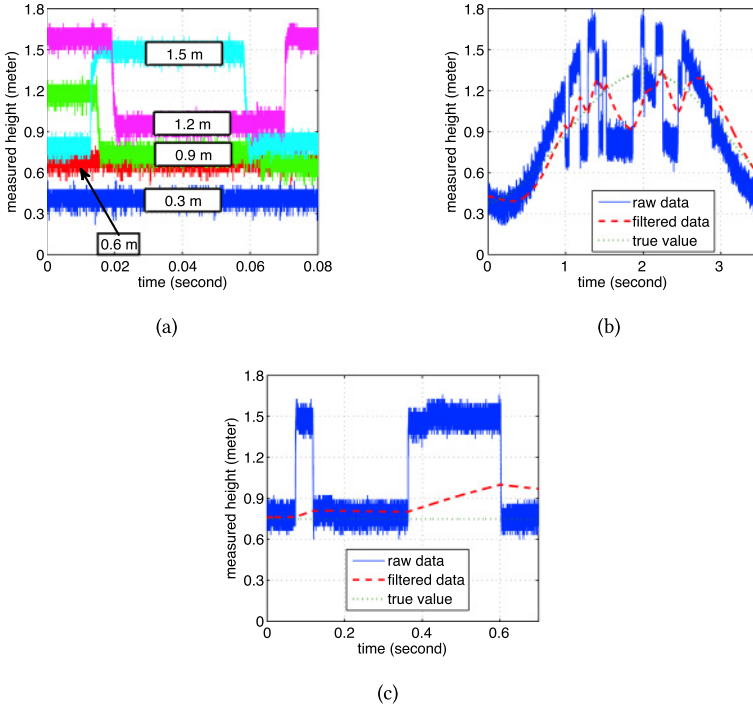 1.8
1.5
1.2
0.9
0.6
0.3
0
measured height (meter)
1.5 m
1.2 m
0.9 m
0.3 m
0.6 m
0 0.02 0.04 0.06 0.08
time (second)
(a)
1.8
1.5
1.2
0.9
0.6
0.3
0
measured height (meter)
raw data
filtered data
true value
0 1 2 3
time (second)
(b)
1.8
1.5
1.2
0.9
0.6
0.3
0
measured height (meter)
raw data
filtered data
true value
0 0.2 0.4 0.6
time (second)
(c)